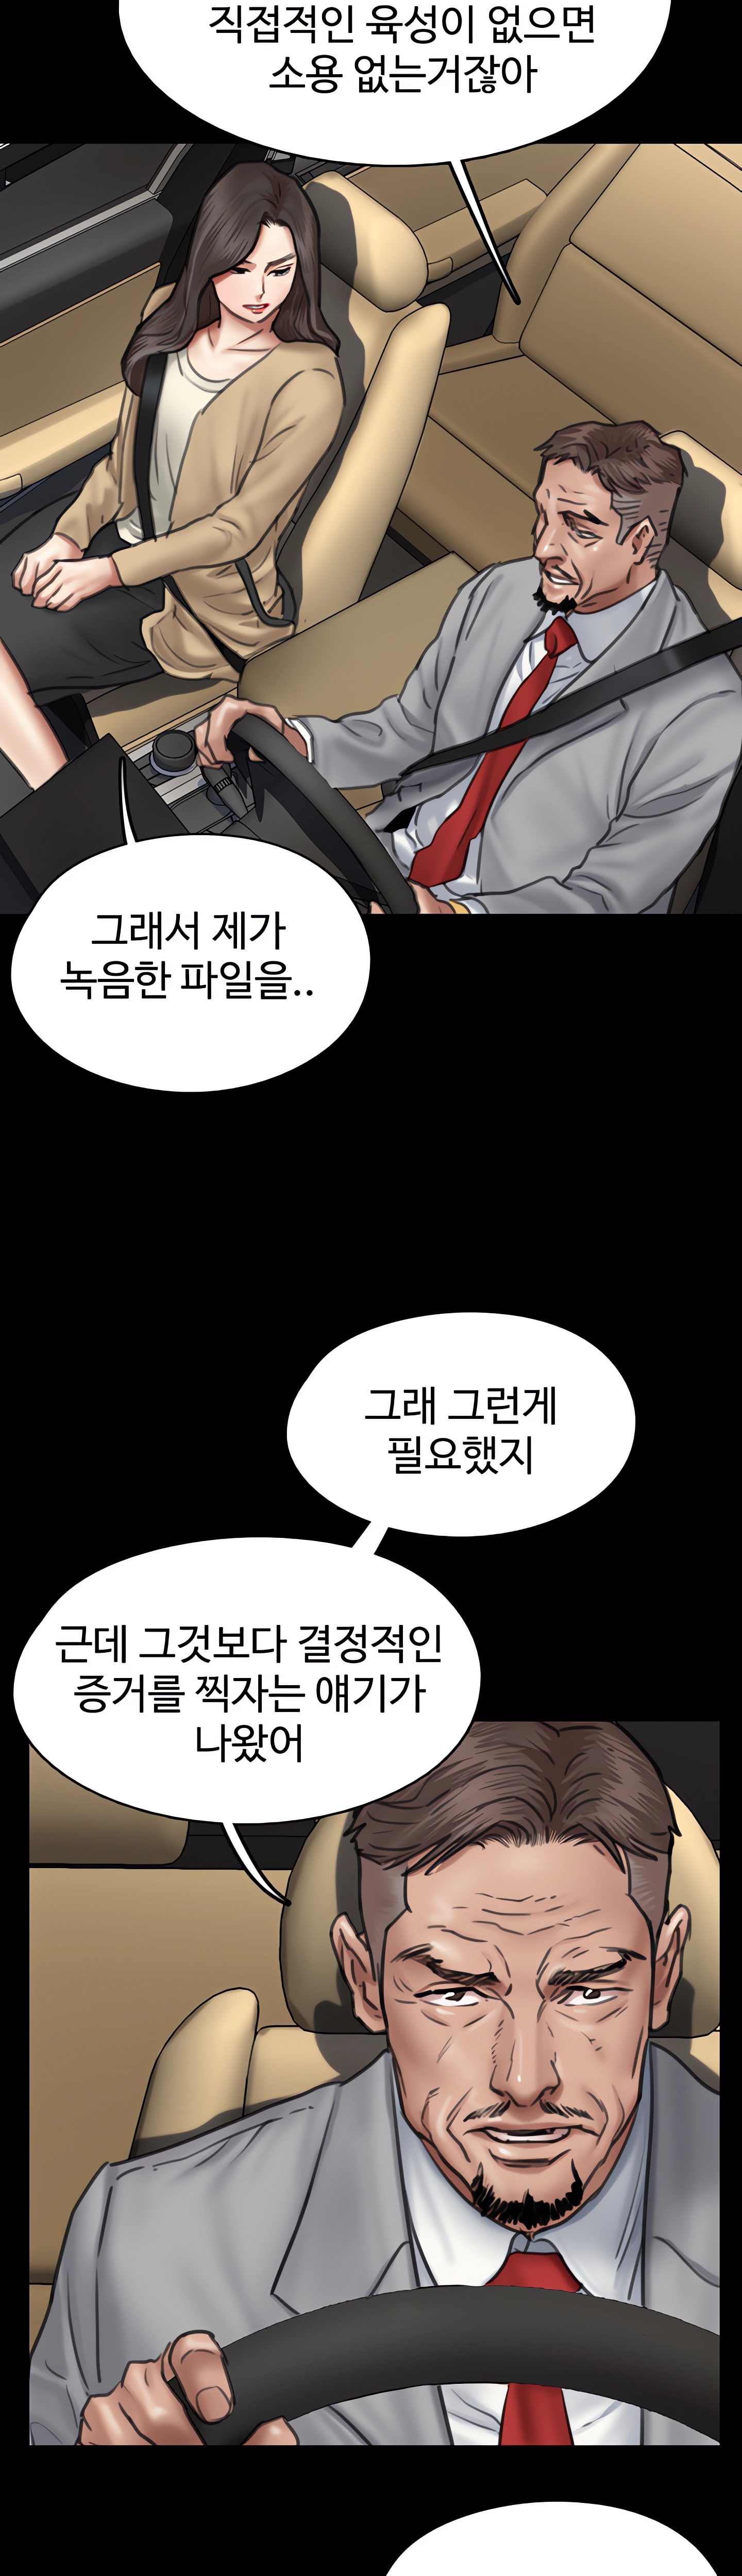 직접적인 육성이 없으면
소용 없는거잖아
그래서 제가
녹음한 파일을..
그래 그런게
필요했지
근데 그것보다 결정적인
증거를 찍자는 얘기가
나왔어